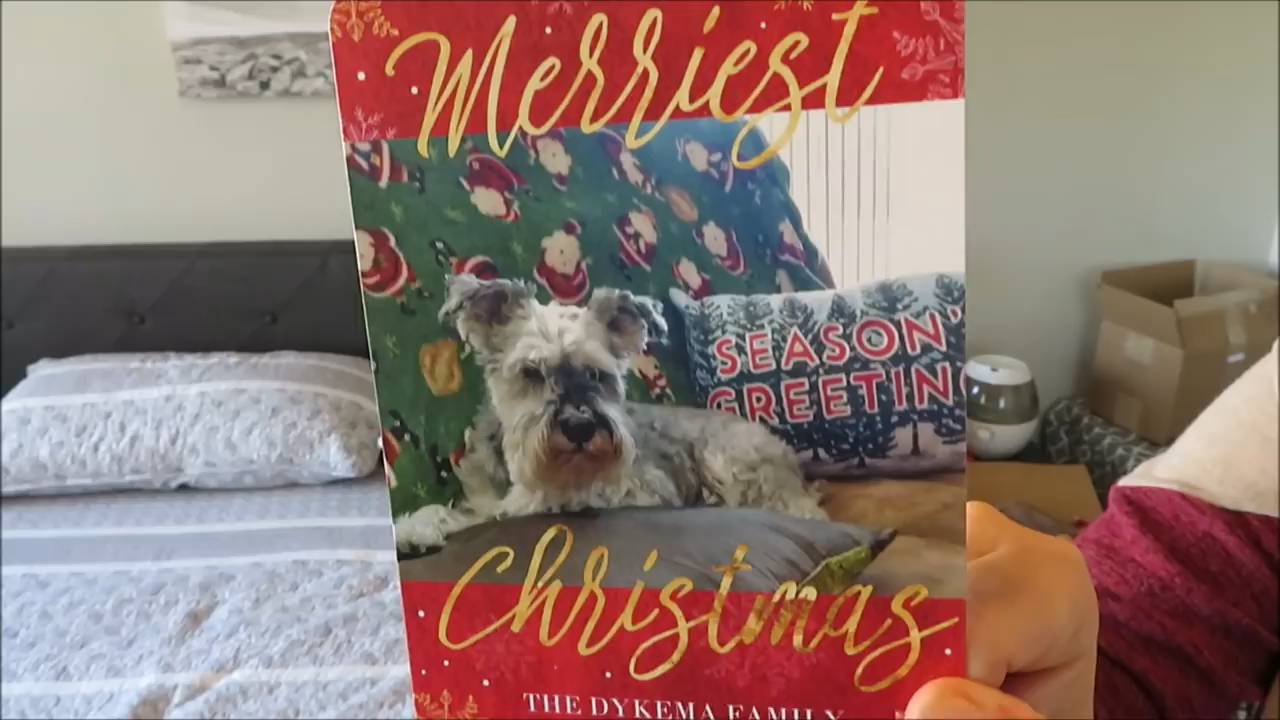 Merriest
SEASON'
GREETIN
Christmas
THE DYKEMA FAMILY